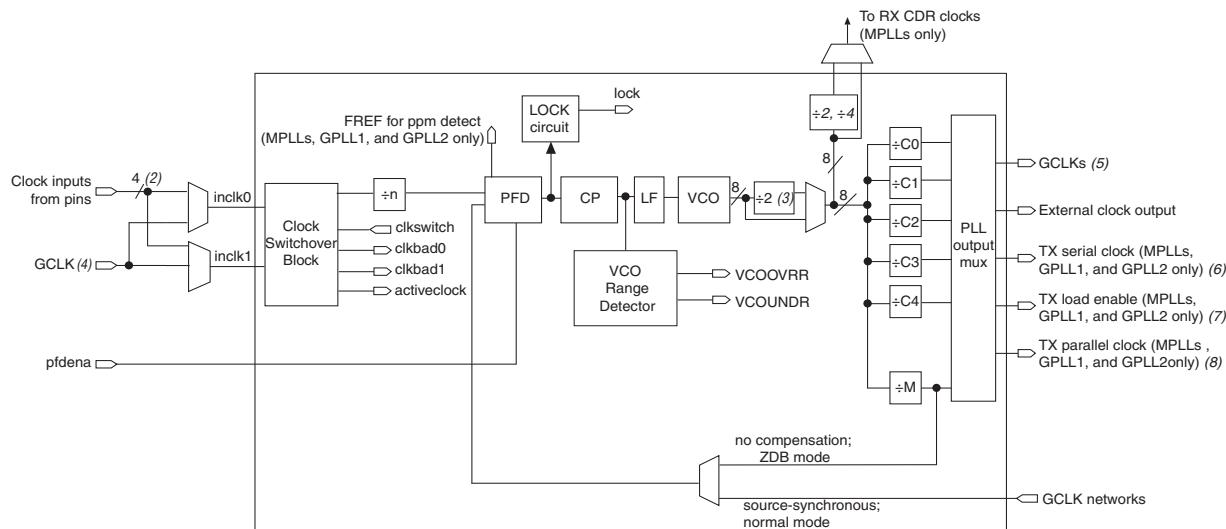 To RX CDR clocks
(MPLLs only)
lock
LOCK
circuit
÷2, ÷4
FREF for ppm detect
(MPLLs, GPLL1, and GPLL2 only)
8
÷C0
GCLKs (5)
Clock inputs
from pins
4 (2)
inclk0
÷n
PFD
CP
LF
VCO
8
÷2 (3)
8
÷C1
÷C2
External clock output
Clock
Switchover
Block
clkswitch
clkbad0
clkbad1
activeclock
GCLK (4)
inclk1
VCO
Range
Detector
VCOOVRR
VCOUNDR
÷C3
÷C4
PLL
output
mux
TX serial clock (MPLLs,
GPLL1, and GPLL2 only) (6)
TX load enable (MPLLs,
GPLL1, and GPLL2 only) (7)
TX parallel clock (MPLLs ,
GPLL1, and GPLL2only) (8)
pfdena
÷M
no compensation;
ZDB mode
source-synchronous;
normal mode
GCLK networks